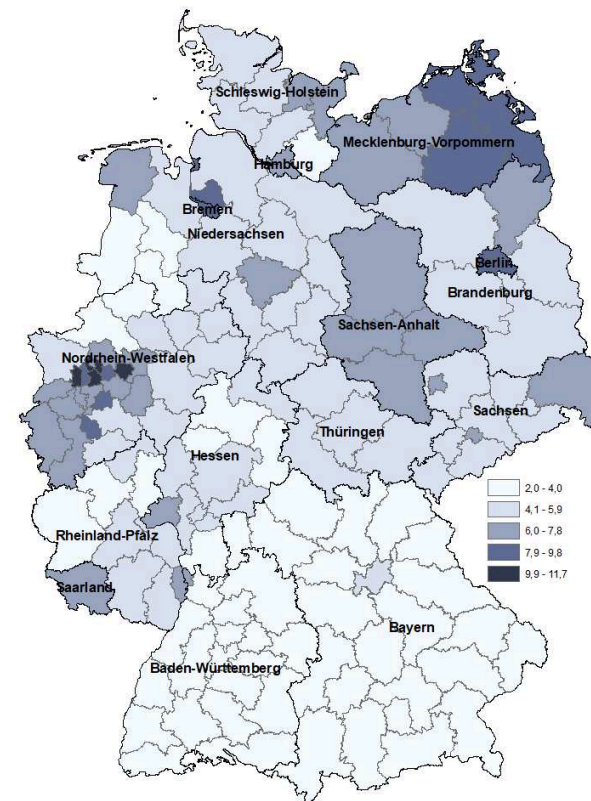 Schleswig-Holstein
Mecklenburg-Vorpommern
Hamburg
Bremen
Niedersachsen
Berlin
Brandenburg
Sachsen-Anhalt
Nordrhein-Westfalen
Sachsen
Thüringen
Hessen
2,0 - 4,0
4,1 - 5,9
6,0 - 7,8
7,9 - 9,8
9,9 - 11,7
Rheinland-Pfalz
Saarland
Bayern
Baden-Württemberg